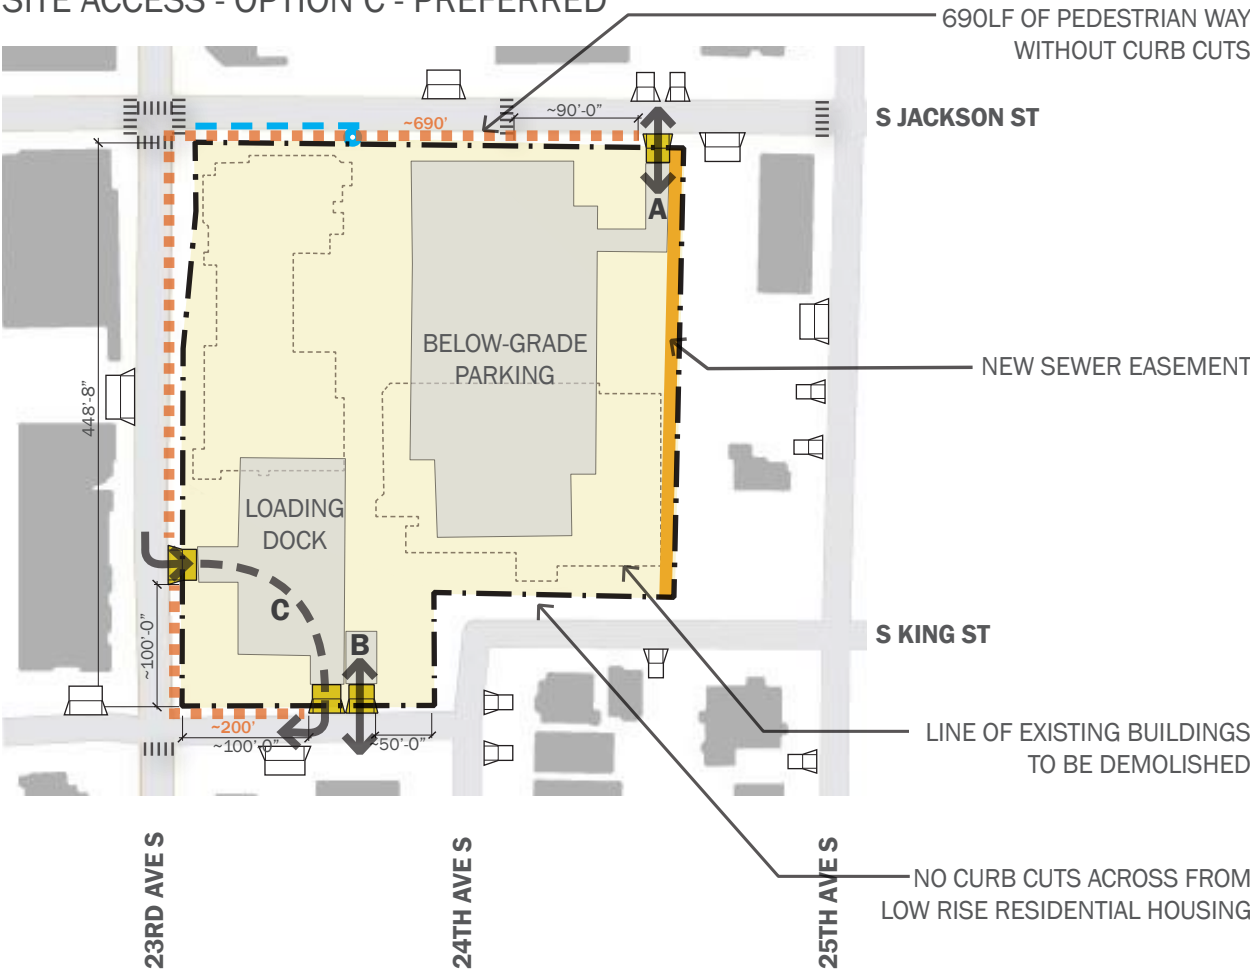 SITE ACCESS - OPTION C - PREFERRED
690LF OF PEDESTRIAN WAY
WITHOUT CURB CUTS
~90'-0"
~690'
S JACKSON ST
A
BELOW-GRADE
PARKING
NEW SEWER EASEMENT
448'-8"
LOADING
DOCK
C
B
~100'-0"
S KING ST
~200'
~100'-0"
~50'-0"
LINE OF EXISTING BUILDINGS
TO BE DEMOLISHED
NO CURB CUTS ACROSS FROM
LOW RISE RESIDENTIAL HOUSING
23RD AVE S
24TH AVE S
25TH AVE S